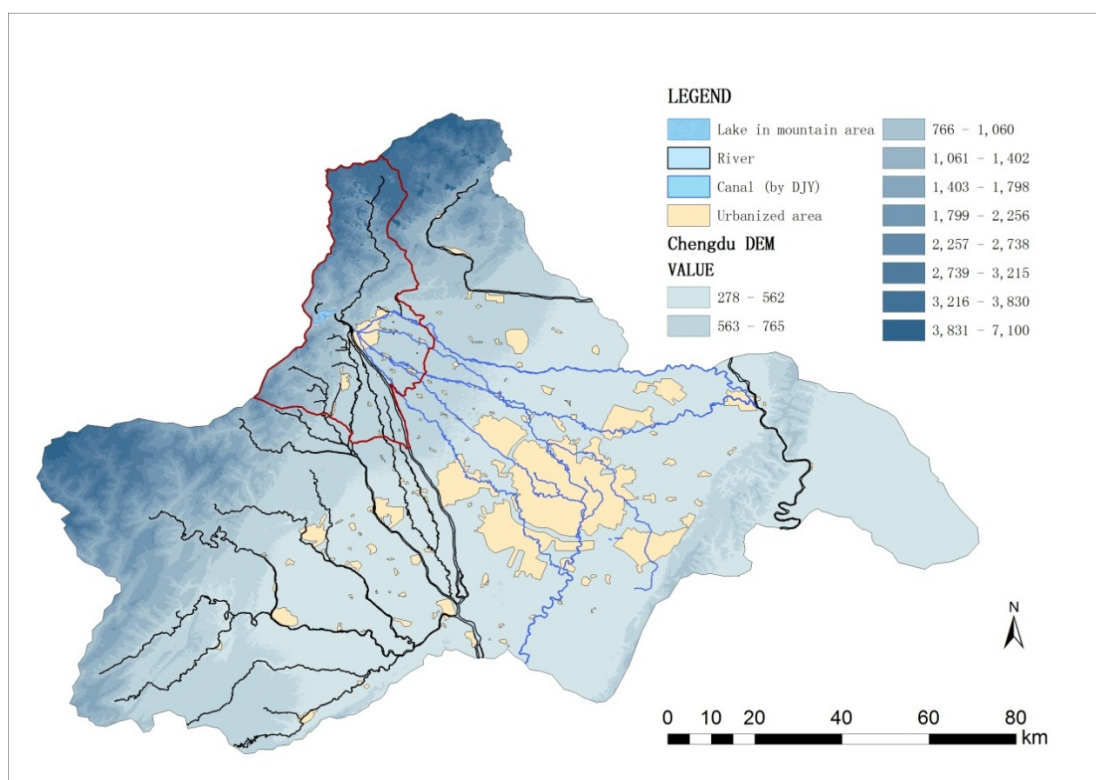 LEGEND
Lake in mountain area
River
Canal (by DJY)
Urbanized area
Chengdu DEM
VALUE
278 - 562
563 - 765
766 - 1,060
1,061 - 1,402
1,403 - 1,798
1,799 - 2,256
2,257 - 2,738
2,739 - 3,215
3,216 - 3,830
3,831 - 7,100
N
0 10 20 40 60 80
km